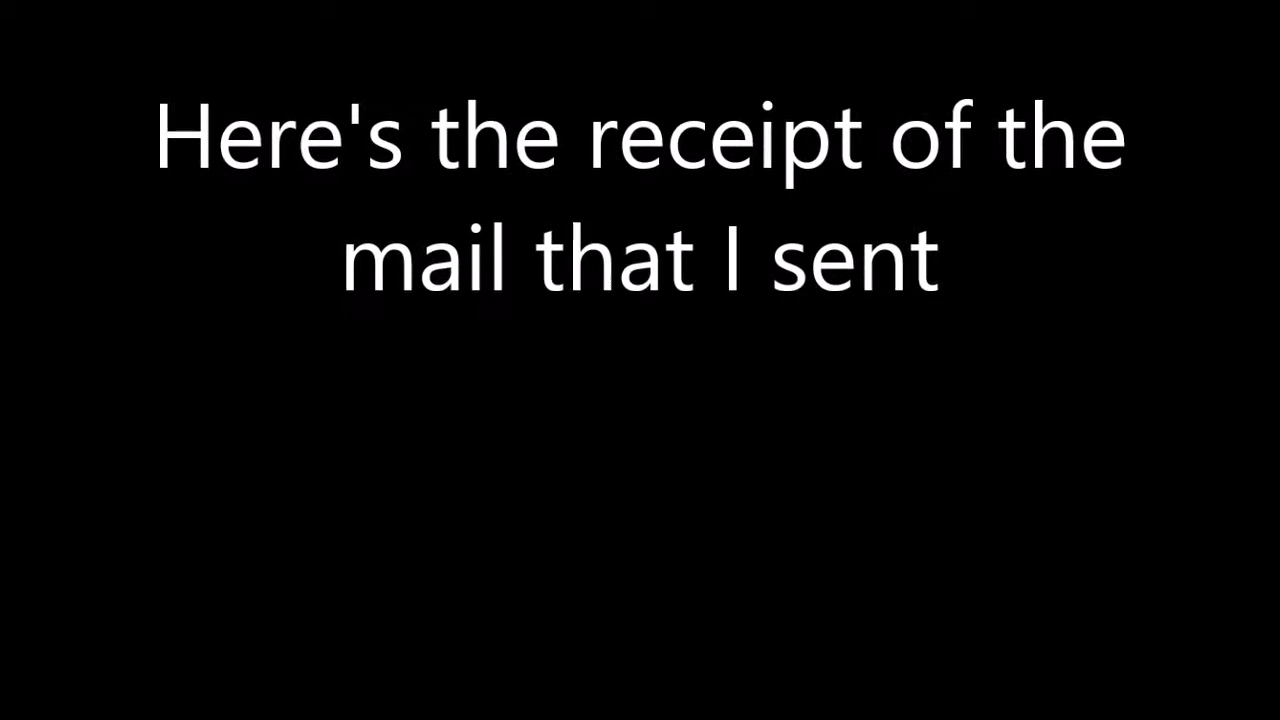 Here's the receipt of the
mail that I sent